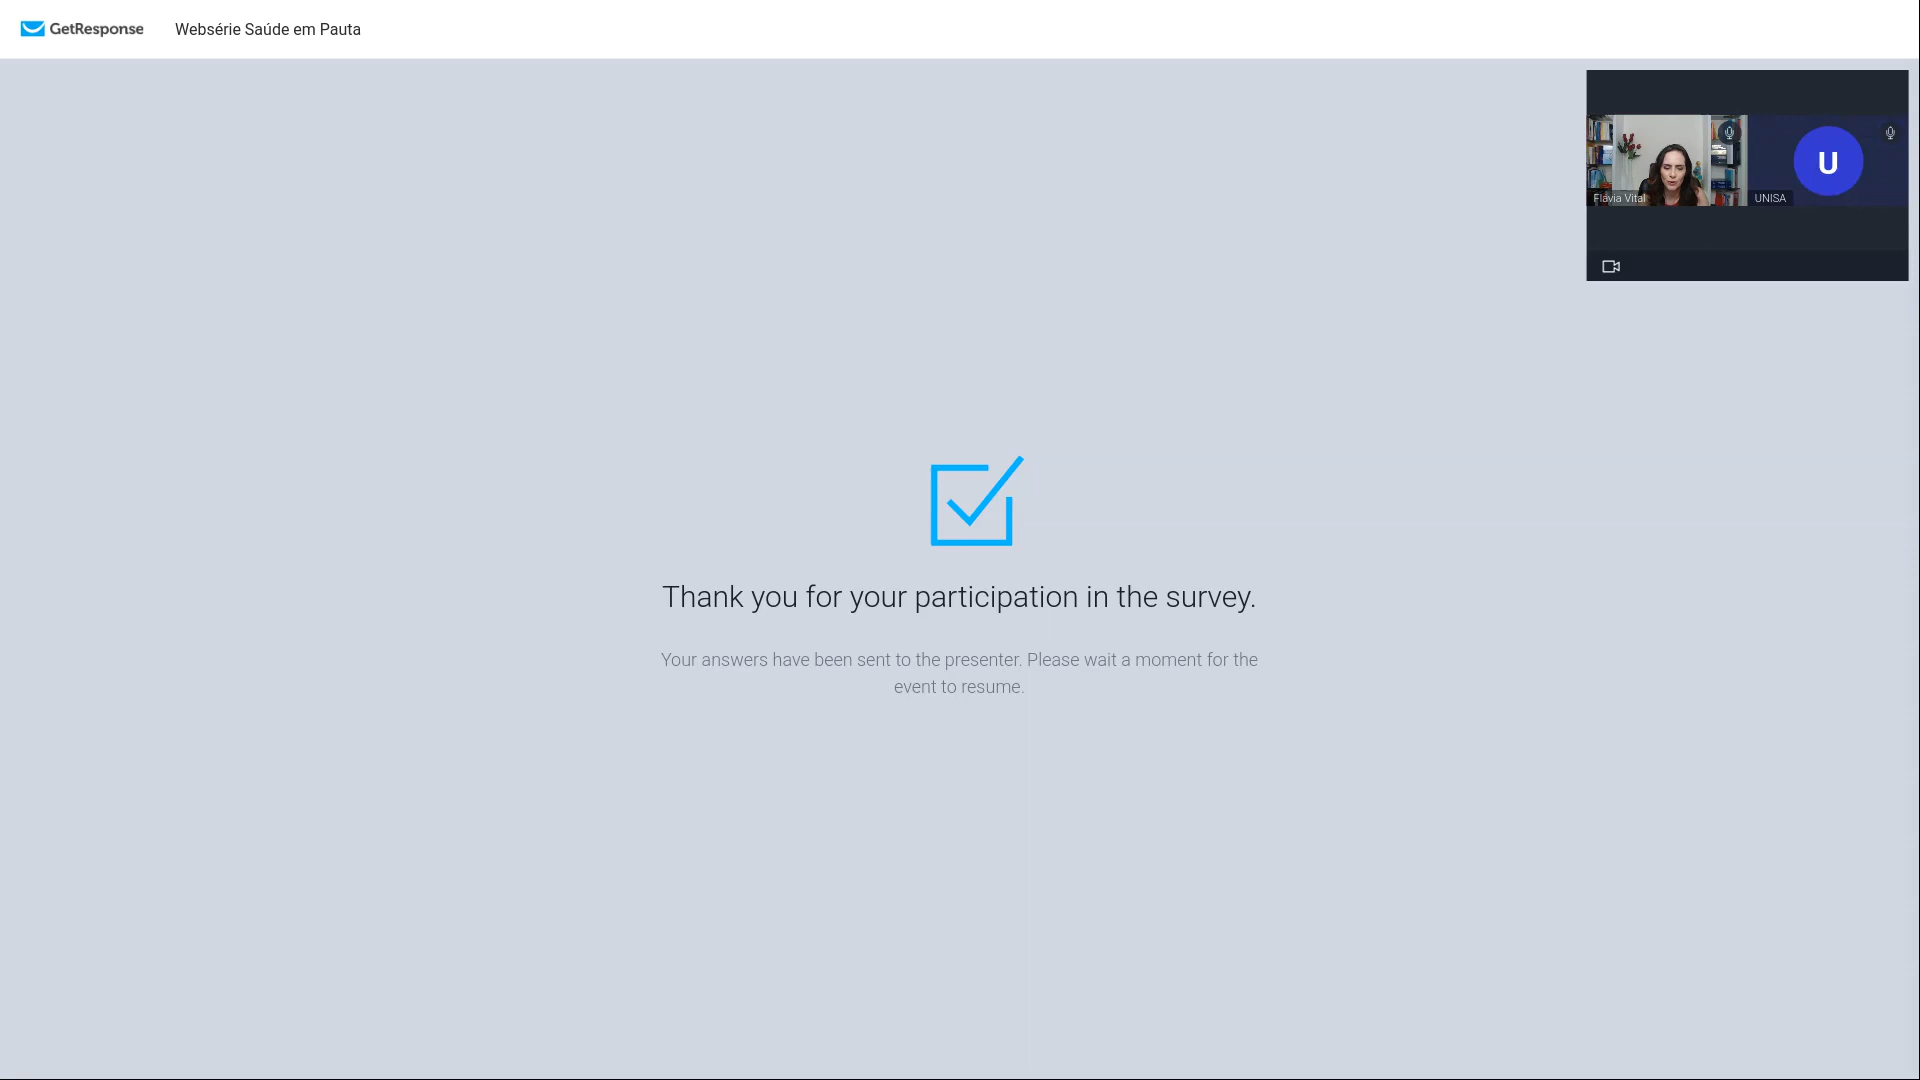 GetResponse
Websérie Saúde em Pauta
U
Flávia Vital
UNISA
Thank you for your participation in the survey.
Your answers have been sent to the presenter. Please wait a moment for the
event to resume.